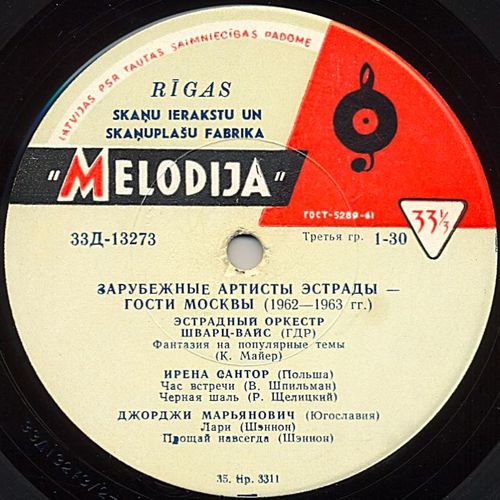 LATVIJAS PSR TAUTAS SAIMNIECĪBAS PADOME
RĪGAS
SKAŅU IERAKSTU UN
SKAŅUPLAŠU FABRIKA
"MELODIJA"
ГОСТ-5289-61
33⅓
33Д-13273
Третья гр. 1-30
ЗАРУБЕЖНЫЕ АРТИСТЫ ЭСТРАДЫ —
ГОСТИ МОСКВЫ (1962—1963 гг.)
ЭСТРАДНЫЙ ОРКЕСТР
ШВАРЦ-ВАЙС (ГДР)
Фантазия на популярные темы
(К. Майер)
ИРЕНА САНТОР (Польша)
Час встречи (В. Шпильман)
Черная шаль (Р. Щелицкий)
ДЖОРДЖИ МАРЬЯНОВИЧ (Югославия)
Лари (Шэннон)
Прощай навсегда (Шэннон)
35. Нр. 3311